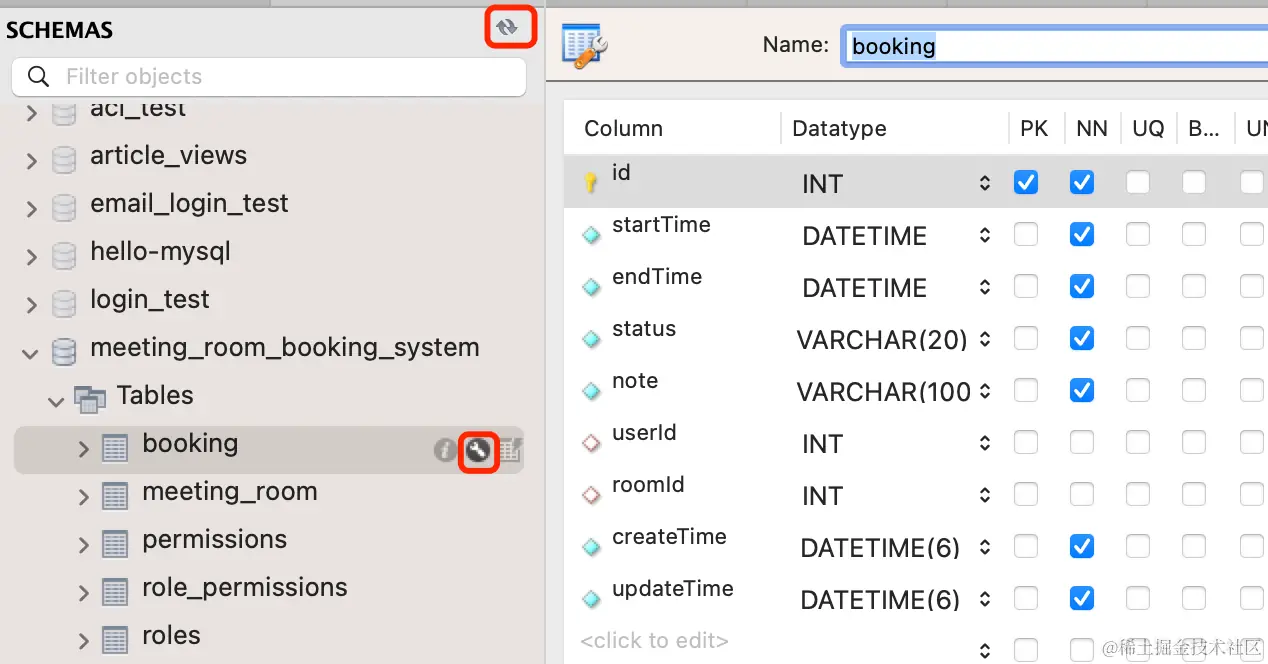 SCHEMAS
Filter objects
acl_test
article_views
email_login_test
hello-mysql
login_test
meeting_room_booking_system
Tables
booking
meeting_room
permissions
role_permissions
roles
Name: booking
Column Datatype PK NN UQ B... UN
id INT
startTime DATETIME
endTime DATETIME
status VARCHAR(20)
note VARCHAR(100
userId INT
roomId INT
createTime DATETIME(6)
updateTime DATETIME(6)
<click to edit>
@稀土掘金技术社区